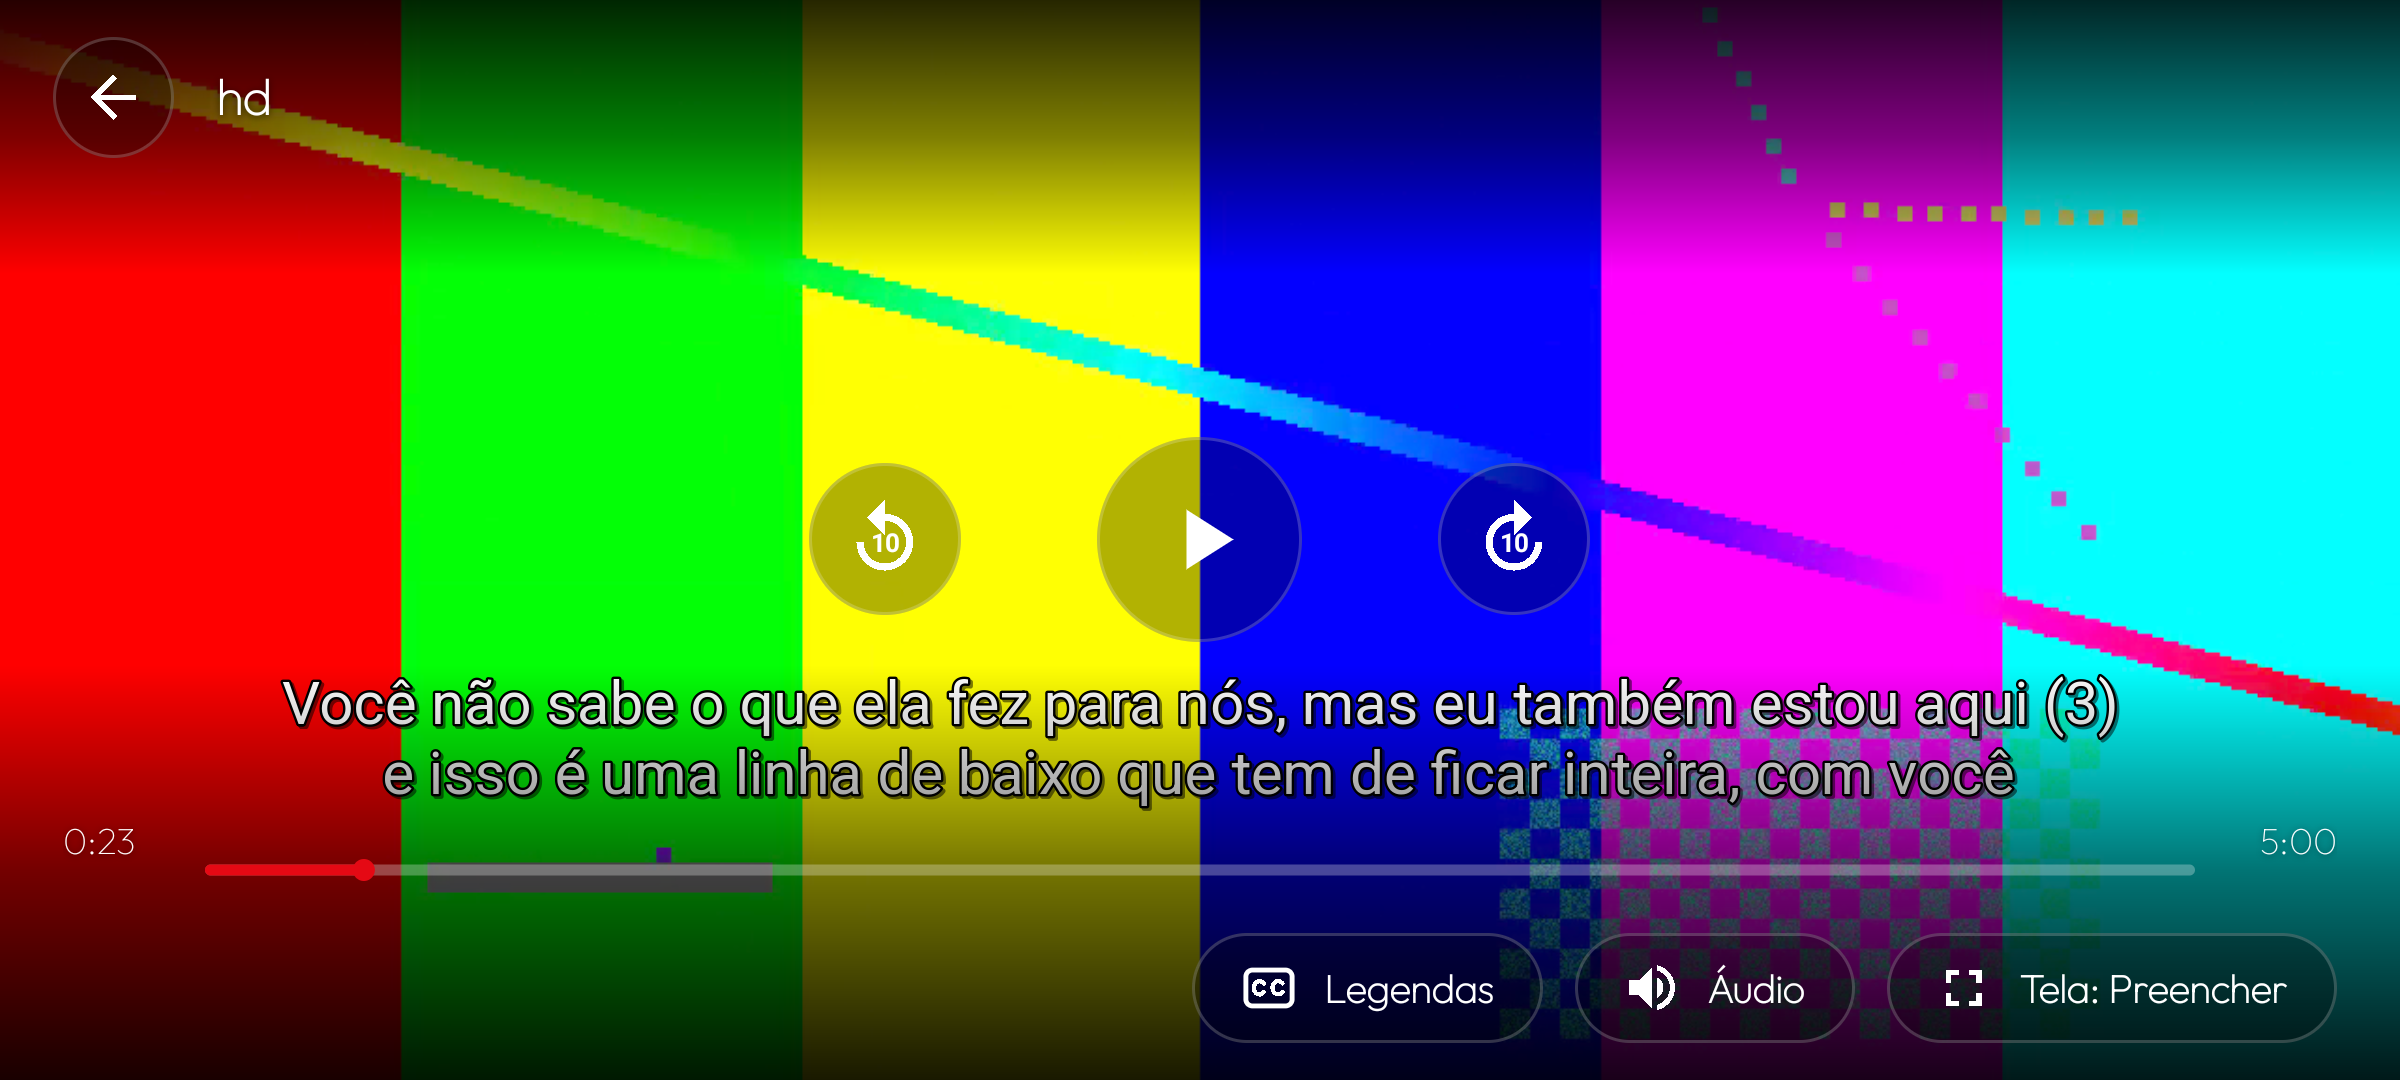 hd
10
10
Você não sabe o que ela fez para nós, mas eu também estou aqui (3)
e isso é uma linha de baixo que tem de ficar inteira, com você
0:23
5:00
CC Legendas
Áudio
Tela: Preencher